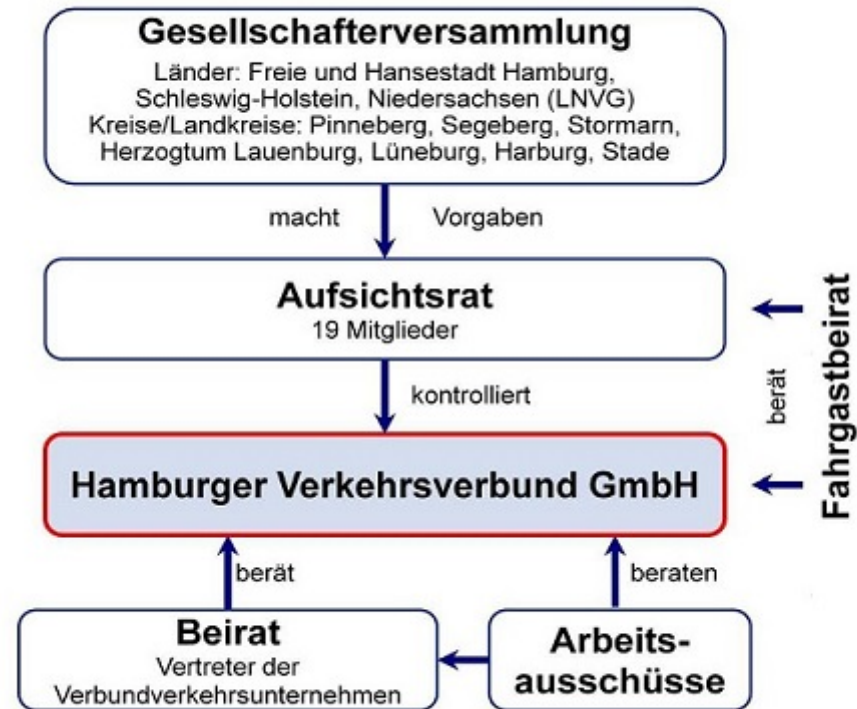 Gesellschafterversammlung
Länder: Freie und Hansestadt Hamburg,
Schleswig-Holstein, Niedersachsen (LNVG)
Kreise/Landkreise: Pinneberg, Segeberg, Stormarn,
Herzogtum Lauenburg, Lüneburg, Harburg, Stade
macht Vorgaben
Aufsichtsrat
19 Mitglieder
kontrolliert
Hamburger Verkehrsverbund GmbH
berät
Fahrgastbeirat
berät
beraten
Beirat
Vertreter der
Verbundverkehrsunternehmen
Arbeits-
ausschüsse